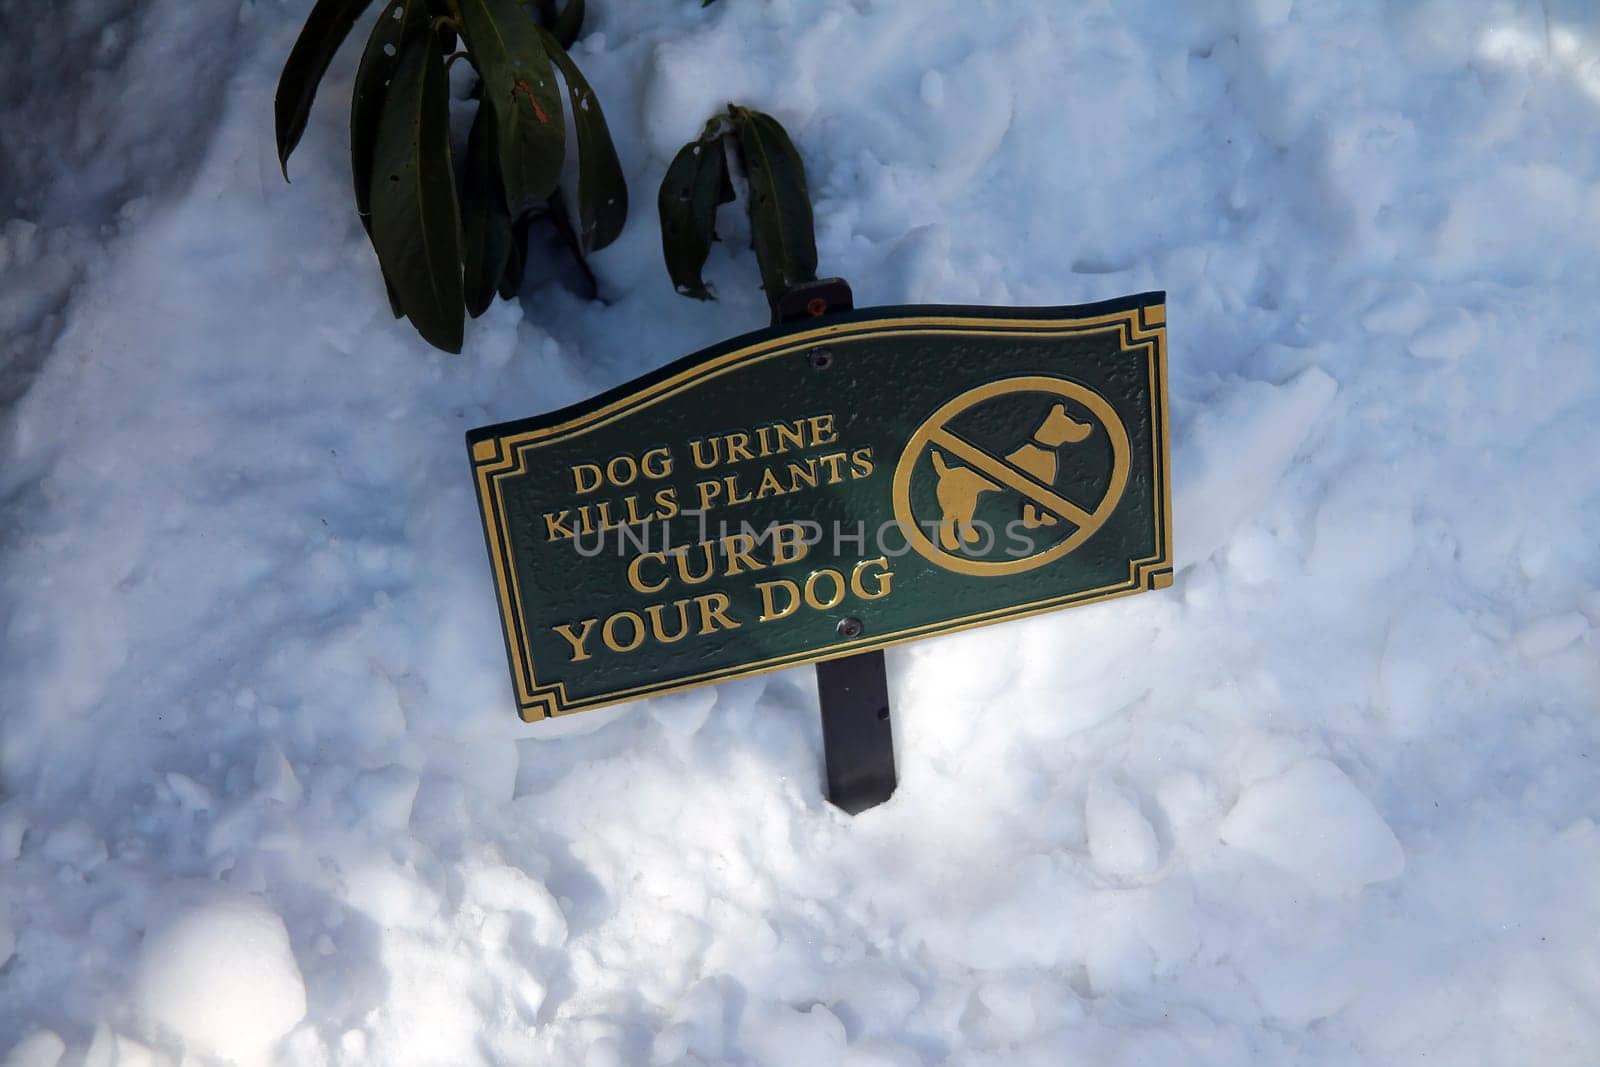 DOG URINE
KILLS PLANTS
CURB
YOUR DOG
UNLIMPHOTOS